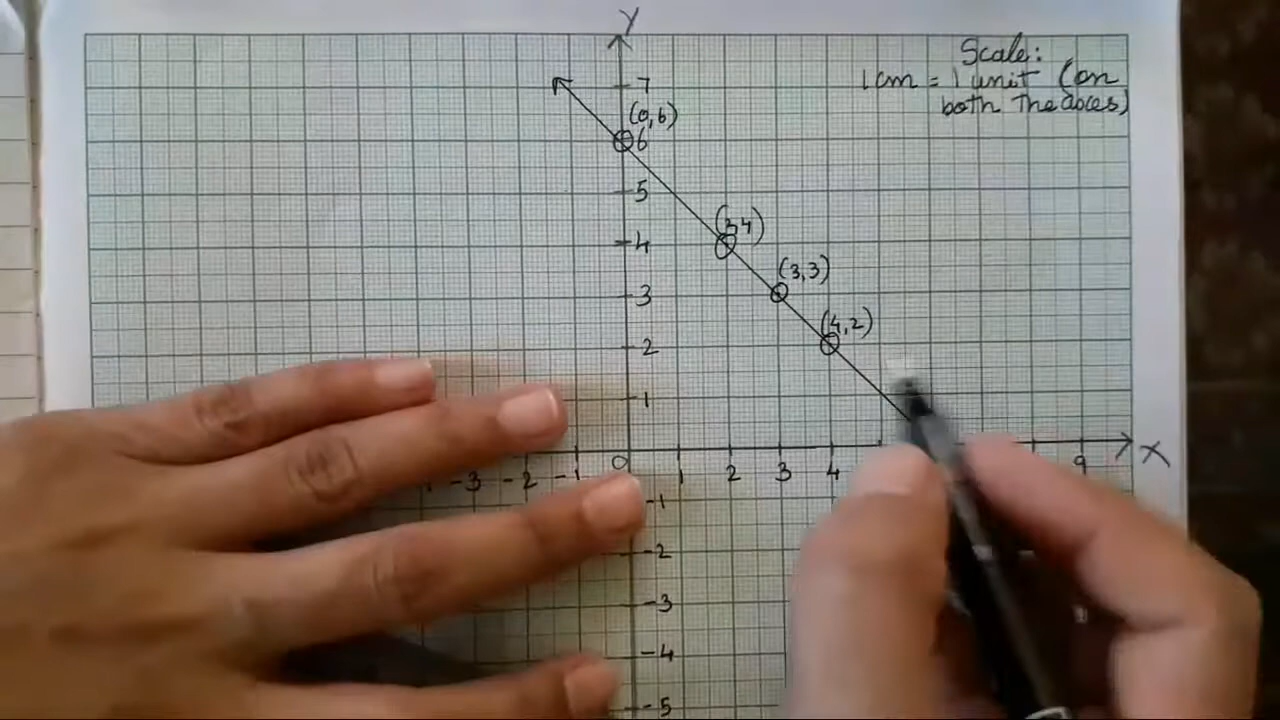 Y
Scale:
1 cm = 1 unit (on
both the axes)
7
(0,6)
6
5
(2,4)
4
(3,3)
3
(4,2)
2
1
X
-3 -2 -1 0 1 2 3 4 9
-1
-2
-3
-4
-5